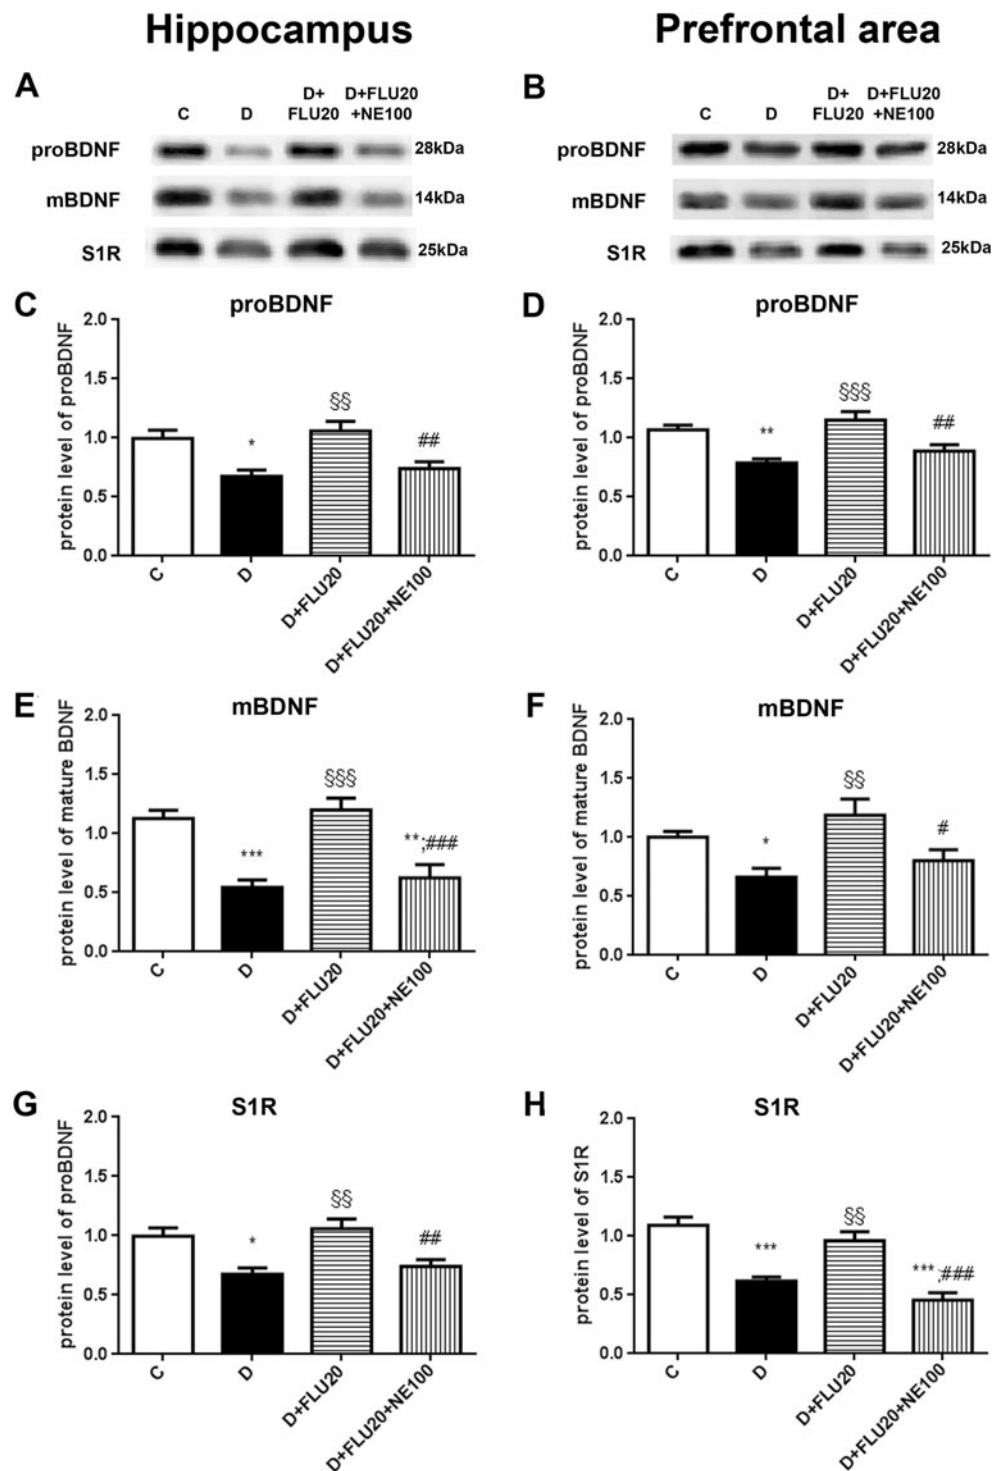 Hippocampus
Prefrontal area
A
C
D
D+
FLU20
D+FLU20
+NE100
proBDNF
28kDa
mBDNF
14kDa
S1R
25kDa
B
C
D
D+
FLU20
D+FLU20
+NE100
proBDNF
28kDa
mBDNF
14kDa
S1R
25kDa
C
proBDNF
protein level of proBDNF
2.0
1.5
1.0
0.5
0.0
*
§§
##
C
D
D+FLU20
D+FLU20+NE100
D
proBDNF
protein level of proBDNF
2.0
1.5
1.0
0.5
0.0
**
§§§
##
C
D
D+FLU20
D+FLU20+NE100
E
mBDNF
protein level of mature BDNF
2.0
1.5
1.0
0.5
0.0
***
§§§
**;###
C
D
D+FLU20
D+FLU20+NE100
F
mBDNF
protein level of mature BDNF
2.0
1.5
1.0
0.5
0.0
*
§§
#
C
D
D+FLU20
D+FLU20+NE100
G
S1R
protein level of proBDNF
2.0
1.5
1.0
0.5
0.0
*
§§
##
C
D
D+FLU20
D+FLU20+NE100
H
S1R
protein level of S1R
2.0
1.5
1.0
0.5
0.0
***
§§
***;###
C
D
D+FLU20
D+FLU20+NE100